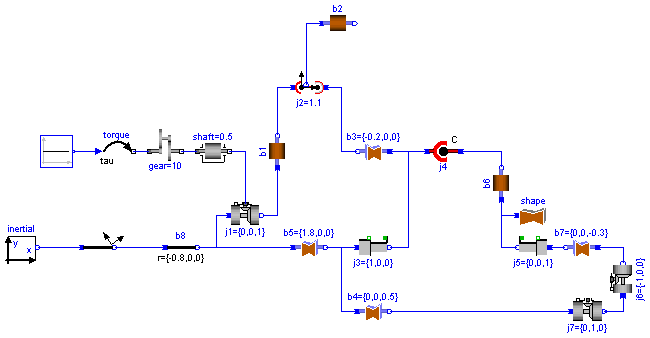 b2
j2=1.1
torque
tau
gear=10
shaft=0.5
b1
b3={-0.2,0,0}
C
j4
b6
shape
inertial
y
x
b8
r={-0.8,0,0}
j1={0,0,1}
b5={1.8,0,0}
j3={1,0,0}
j5={0,0,1}
b7={0,0,-0.3}
j6={-1,0,0}
b4={0,0,0.5}
j7={0,1,0}